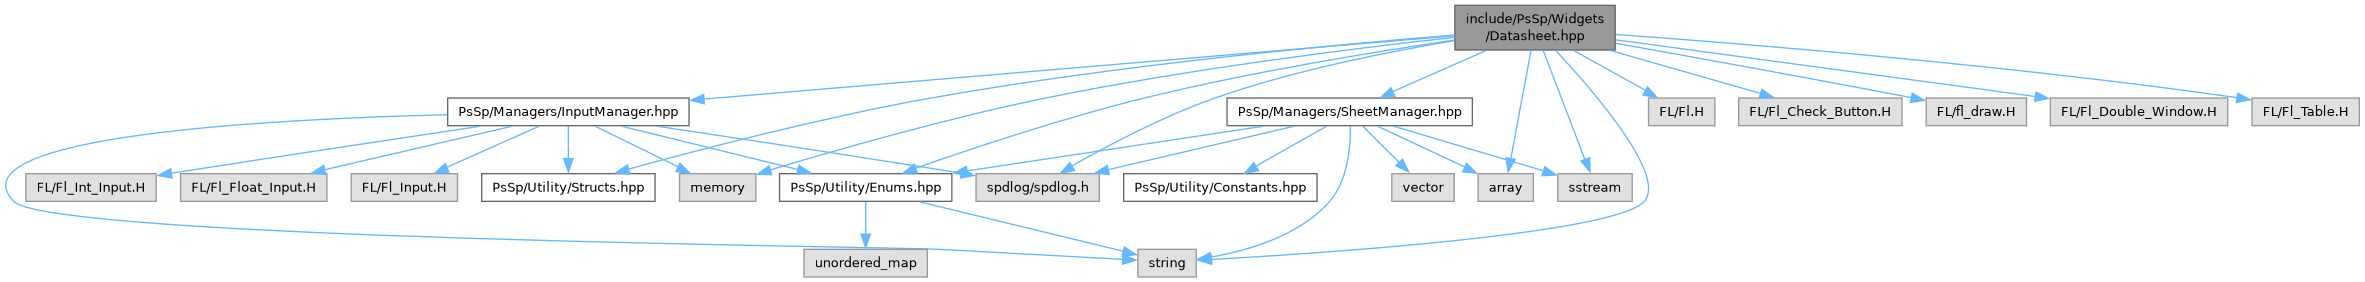 include/PsSp/Widgets
/Datasheet.hpp
PsSp/Managers/InputManager.hpp
PsSp/Managers/SheetManager.hpp
FL/Fl.H
FL/Fl_Check_Button.H
FL/fl_draw.H
FL/Fl_Double_Window.H
FL/Fl_Table.H
FL/Fl_Int_Input.H
FL/Fl_Float_Input.H
FL/Fl_Input.H
PsSp/Utility/Structs.hpp
memory
PsSp/Utility/Enums.hpp
spdlog/spdlog.h
PsSp/Utility/Constants.hpp
vector
array
sstream
unordered_map
string